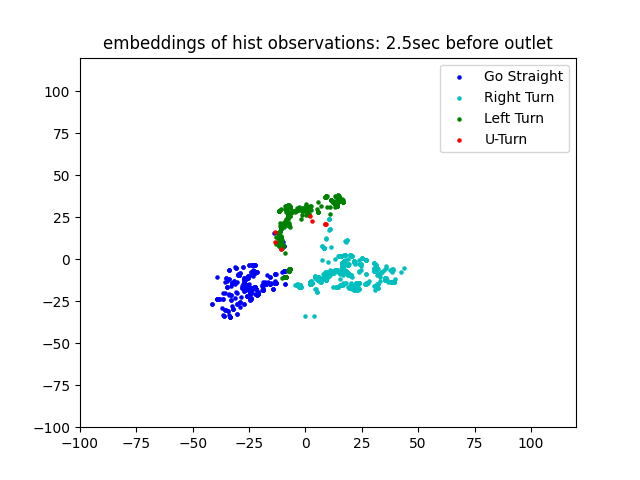 embeddings of hist observations: 2.5sec before outlet
Go Straight
Right Turn
Left Turn
U-Turn
100
75
50
25
0
−25
−50
−75
−100
−100 −75 −50 −25 0 25 50 75 100